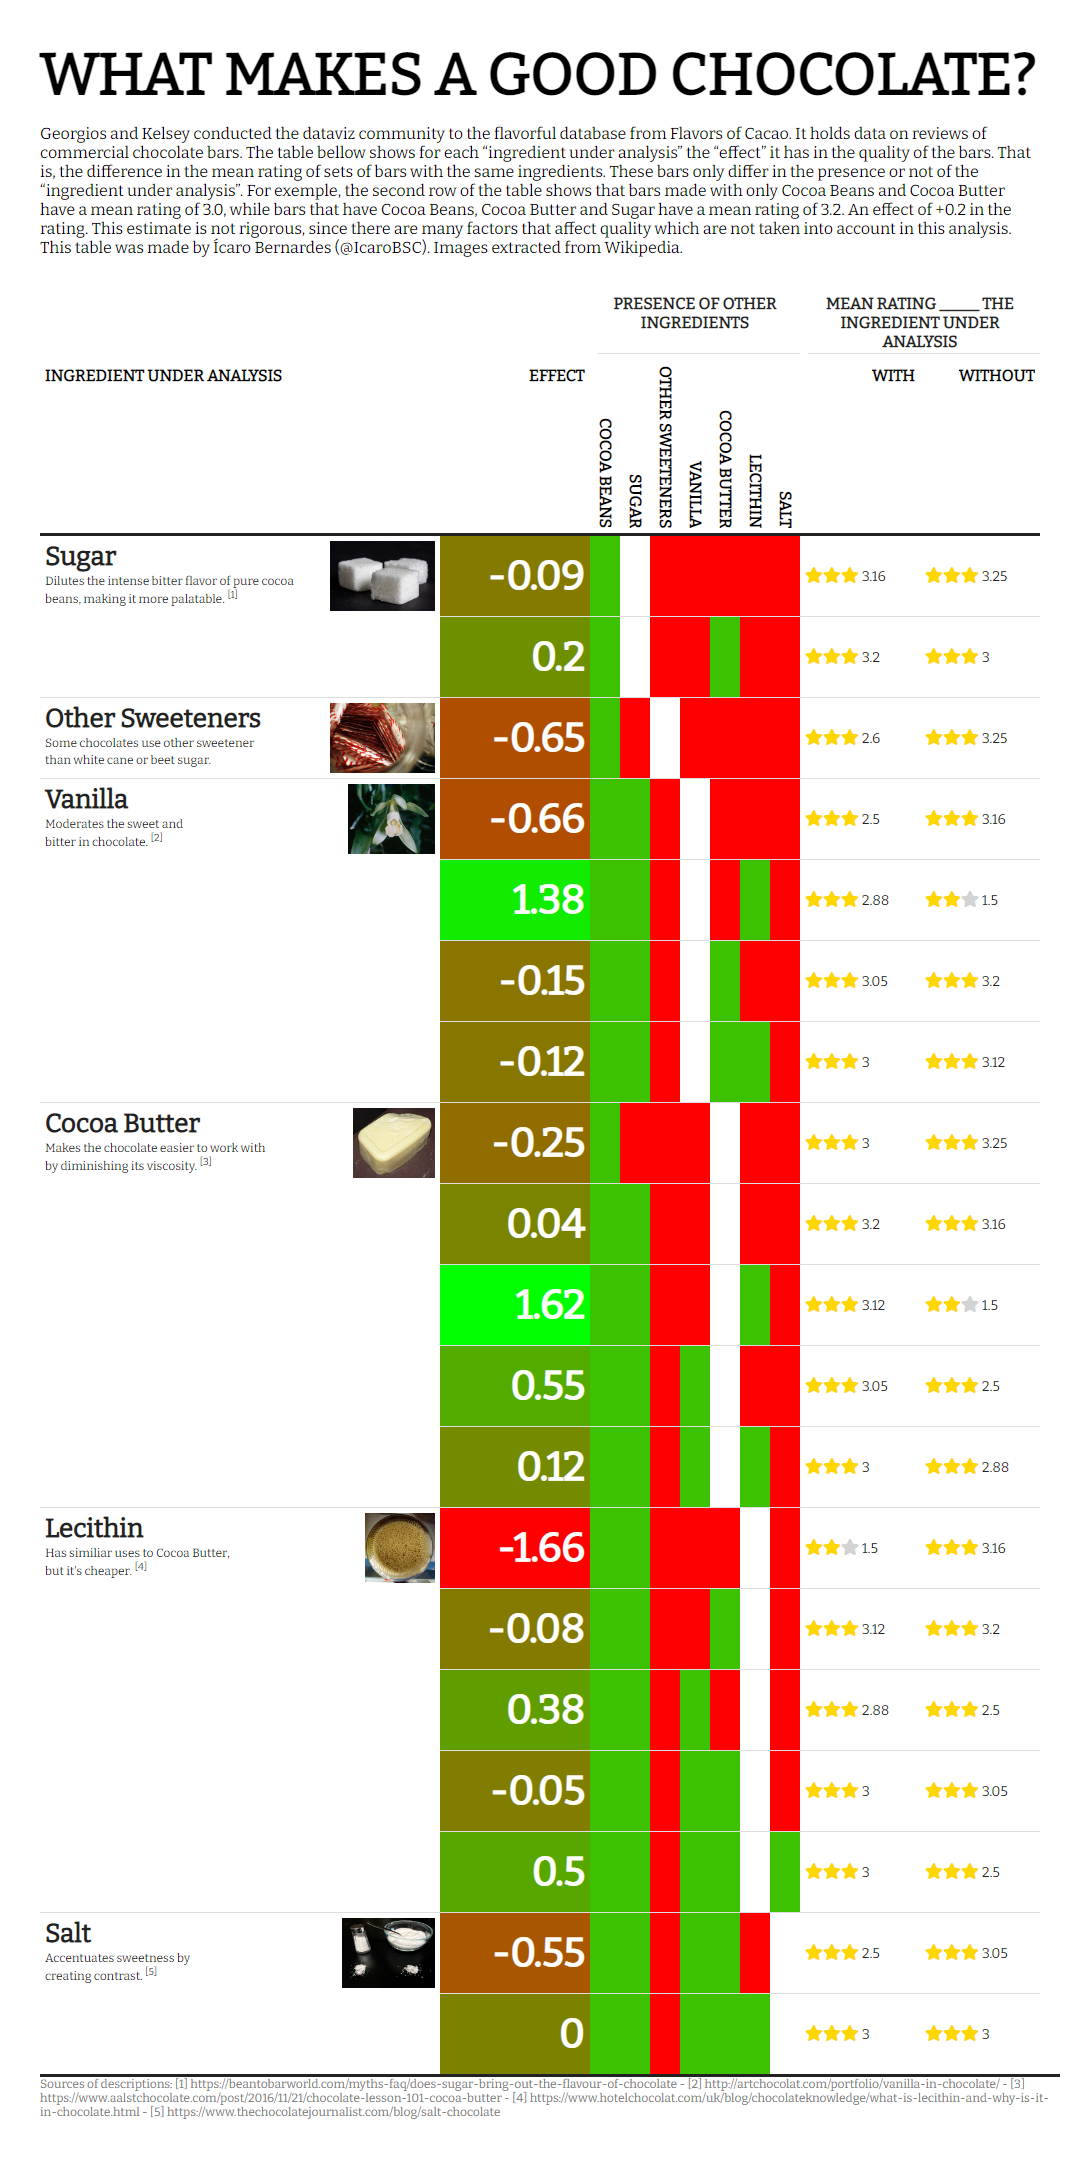 WHAT MAKES A GOOD CHOCOLATE?
Georgios and Kelsey conducted the dataviz community to the flavorful database from Flavors of Cacao. It holds data on reviews of
commercial chocolate bars. The table bellow shows for each “ingredient under analysis” the “effect” it has in the quality of the bars. That
is, the difference in the mean rating of sets of bars with the same ingredients. These bars only differ in the presence or not of the
“ingredient under analysis”. For exemple, the second row of the table shows that bars made with only Cocoa Beans and Cocoa Butter
have a mean rating of 3.0, while bars that have Cocoa Beans, Cocoa Butter and Sugar have a mean rating of 3.2. An effect of +0.2 in the
rating. This estimate is not rigorous, since there are many factors that affect quality which are not taken into account in this analysis.
This table was made by Ícaro Bernardes (@IcaroBSC). Images extracted from Wikipedia.
PRESENCE OF OTHER
INGREDIENTS
MEAN RATING _____ THE
INGREDIENT UNDER
ANALYSIS
INGREDIENT UNDER ANALYSIS
EFFECT
COCOA BEANS
SUGAR
OTHER SWEETENERS
VANILLA
COCOA BUTTER
LECITHIN
SALT
WITH
WITHOUT
Sugar
Dilutes the intense bitter flavor of pure cocoa
beans, making it more palatable. [1]
-0.09 3.16 3.25
0.2 3.2 3
Other Sweeteners
Some chocolates use other sweetener
than white cane or beet sugar.
-0.65 2.6 3.25
Vanilla
Moderates the sweet and
bitter in chocolate. [2]
-0.66 2.5 3.16
1.38 2.88 1.5
-0.15 3.05 3.2
-0.12 3 3.12
Cocoa Butter
Makes the chocolate easier to work with
by diminishing its viscosity. [3]
-0.25 3 3.25
0.04 3.2 3.16
1.62 3.12 1.5
0.55 3.05 2.5
0.12 3 2.88
Lecithin
Has similiar uses to Cocoa Butter,
but it's cheaper. [4]
-1.66 1.5 3.16
-0.08 3.12 3.2
0.38 2.88 2.5
-0.05 3 3.05
0.5 3 2.5
Salt
Accentuates sweetness by
creating contrast. [5]
-0.55 2.5 3.05
0 3 3
Sources of descriptions: [1] https://beantobarworld.com/myths-faq/does-sugar-bring-out-the-flavour-of-chocolate - [2] http://artchocolat.com/portfolio/vanilla-in-chocolate/ - [3]
https://www.aalstchocolate.com/post/2016/11/21/chocolate-lesson-101-cocoa-butter - [4] https://www.hotelchocolat.com/uk/blog/chocolateknowledge/what-is-lecithin-and-why-is-it-
in-chocolate.html - [5] https://www.thechocolatejournalist.com/blog/salt-chocolate